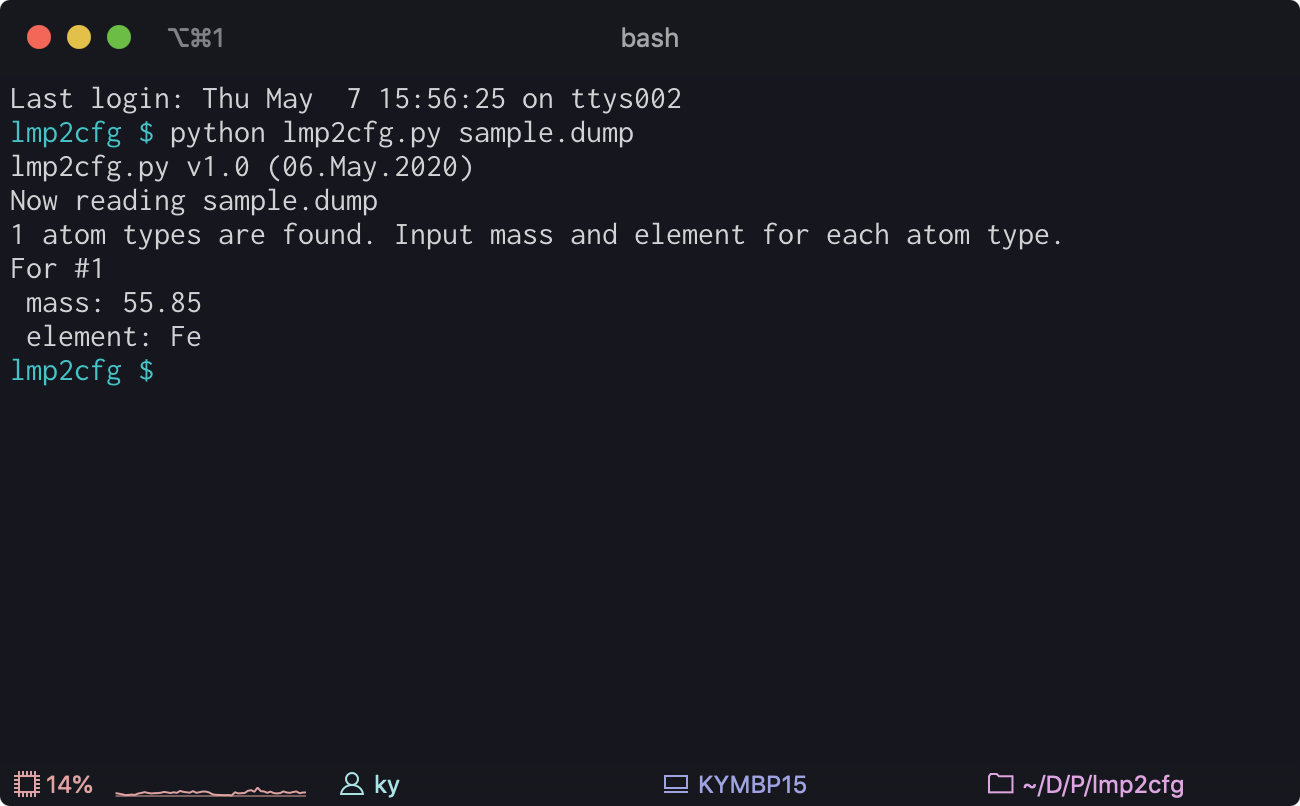 ⌥⌘1 bash
Last login: Thu May  7 15:56:25 on ttys002
lmp2cfg $ python lmp2cfg.py sample.dump
lmp2cfg.py v1.0 (06.May.2020)
Now reading sample.dump
1 atom types are found. Input mass and element for each atom type.
For #1
 mass: 55.85
 element: Fe
lmp2cfg $
14% ky KYMBP15 ~/D/P/lmp2cfg